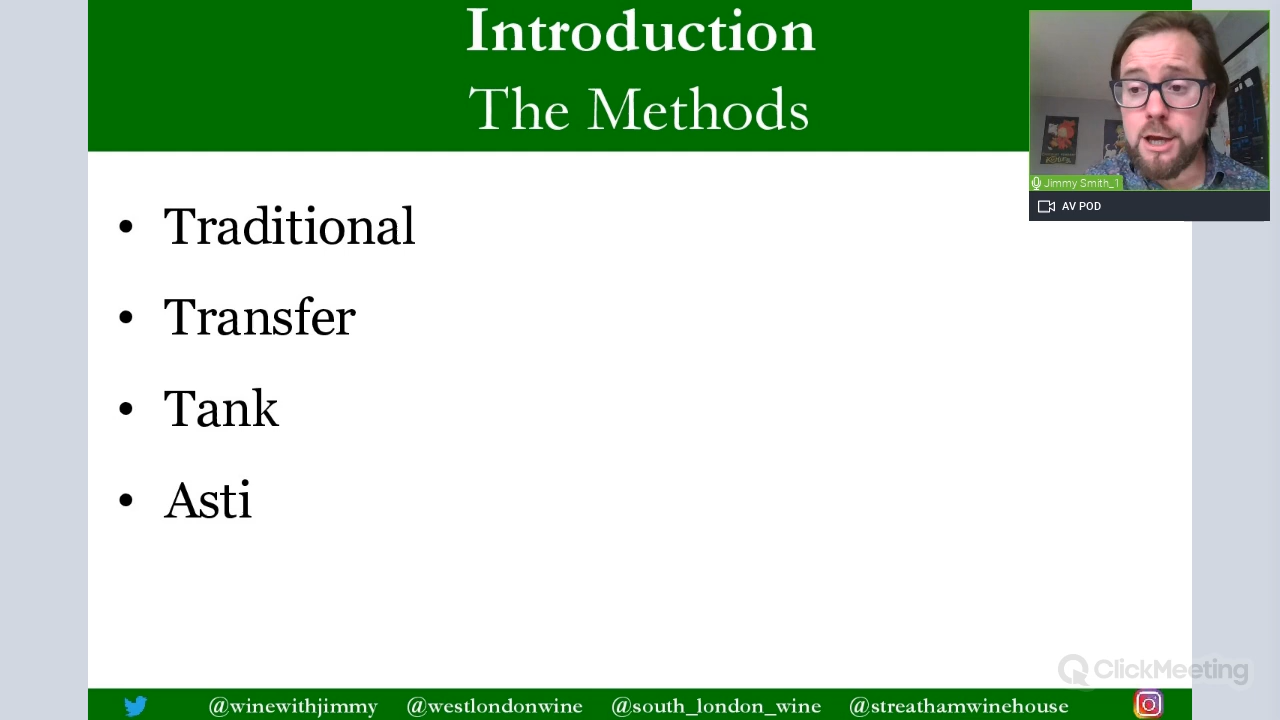 Introduction
The Methods
• Traditional
• Transfer
• Tank
• Asti
Jimmy Smith_1
AV POD
ClickMeeting
@winewithjimmy @westlondonwine @south_london_wine @streathamwinehouse